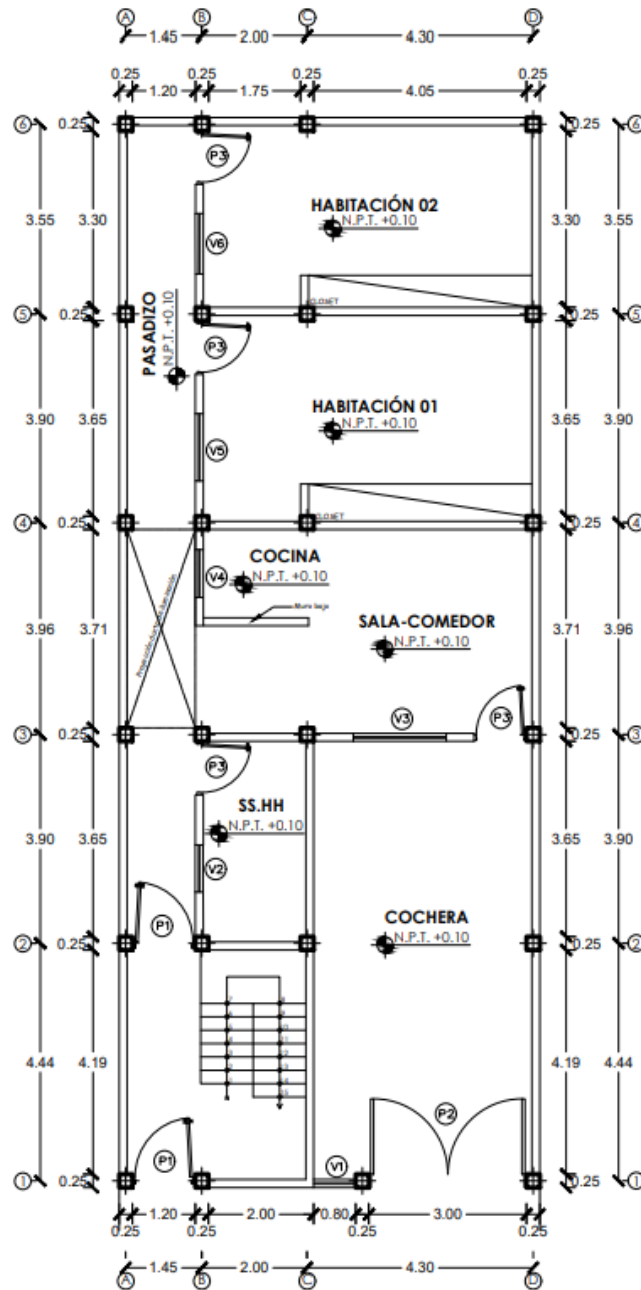 A B C D
1.45 2.00 4.30
0.25 0.25 0.25 0.25
1.20 1.75 4.05
6 0.25 0.25 6
P3
HABITACIÓN 02
N.P.T. +0.10
3.55 3.30 3.30 3.55
V6
PASADIZO
N.P.T. +0.10
CLOSET
5 0.25 0.25 5
P3
HABITACIÓN 01
N.P.T. +0.10
3.90 3.65 3.65 3.90
V5
CLOSET
4 0.25 0.25 4
COCINA
N.P.T. +0.10
V4
Muro bajo
SALA-COMEDOR
N.P.T. +0.10
3.96 3.71 3.71 3.96
P3
V3
3 0.25 0.25 3
P3
SS.HH
N.P.T. +0.10
3.90 3.65 3.65 3.90
V2
P1
COCHERA
N.P.T. +0.10
2 0.25 0.25 2
4.44 4.19 4.19 4.44
P2
P1
V1
1 0.25 0.25 1
1.20 2.00 0.80 3.00
0.25 0.25 0.25 0.25
1.45 2.00 4.30
A B C D